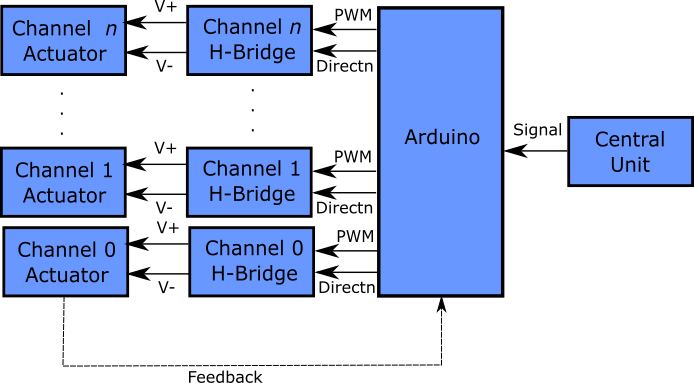 V+
PWM
Channel n
Actuator
Channel n
H-Bridge
V-
Directn
Arduino
Signal
Central
Unit
V+
PWM
Channel 1
Actuator
Channel 1
H-Bridge
V-
Directn
V+
PWM
Channel 0
Actuator
Channel 0
H-Bridge
V-
Directn
Feedback